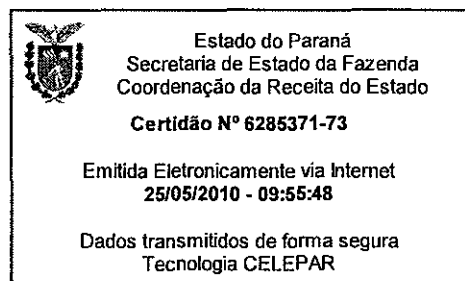 Estado do Paraná
Secretaria de Estado da Fazenda
Coordenação da Receita do Estado
Certidão Nº 6285371-73
Emitida Eletronicamente via Internet
25/05/2010 - 09:55:48
Dados transmitidos de forma segura
Tecnologia CELEPAR